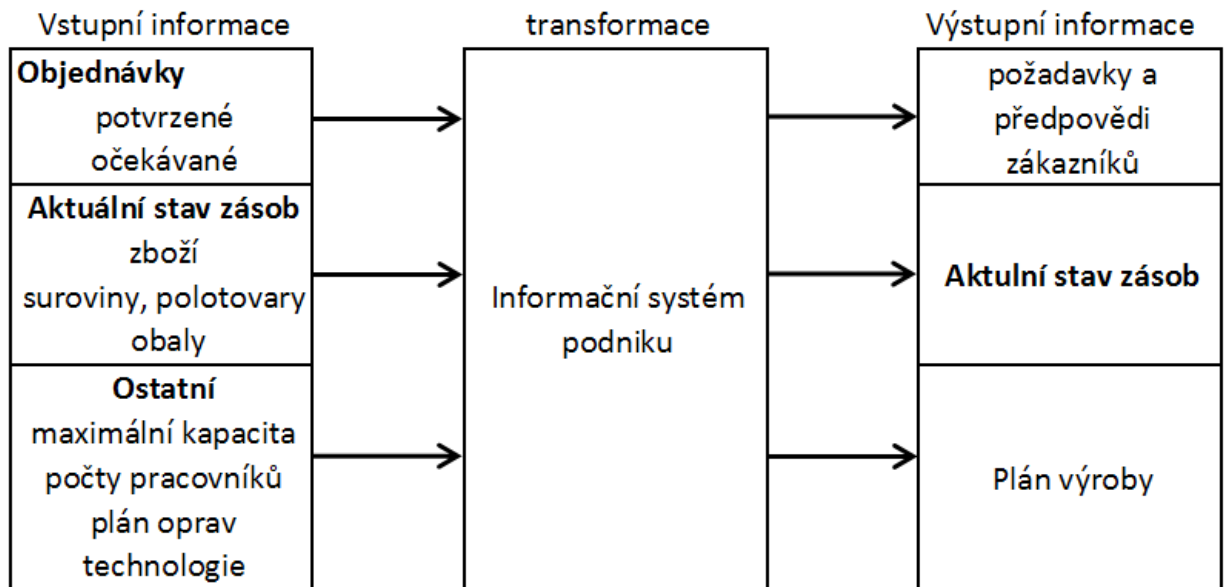 Vstupní informace
transformace
Výstupní informace
Objednávky
potvrzené
očekávané
Aktuální stav zásob
zboží
suroviny, polotovary
obaly
Ostatní
maximální kapacita
počty pracovníků
plán oprav
technologie
Informační systém
podniku
požadavky a
předpovědi
zákazníků
Aktulní stav zásob
Plán výroby